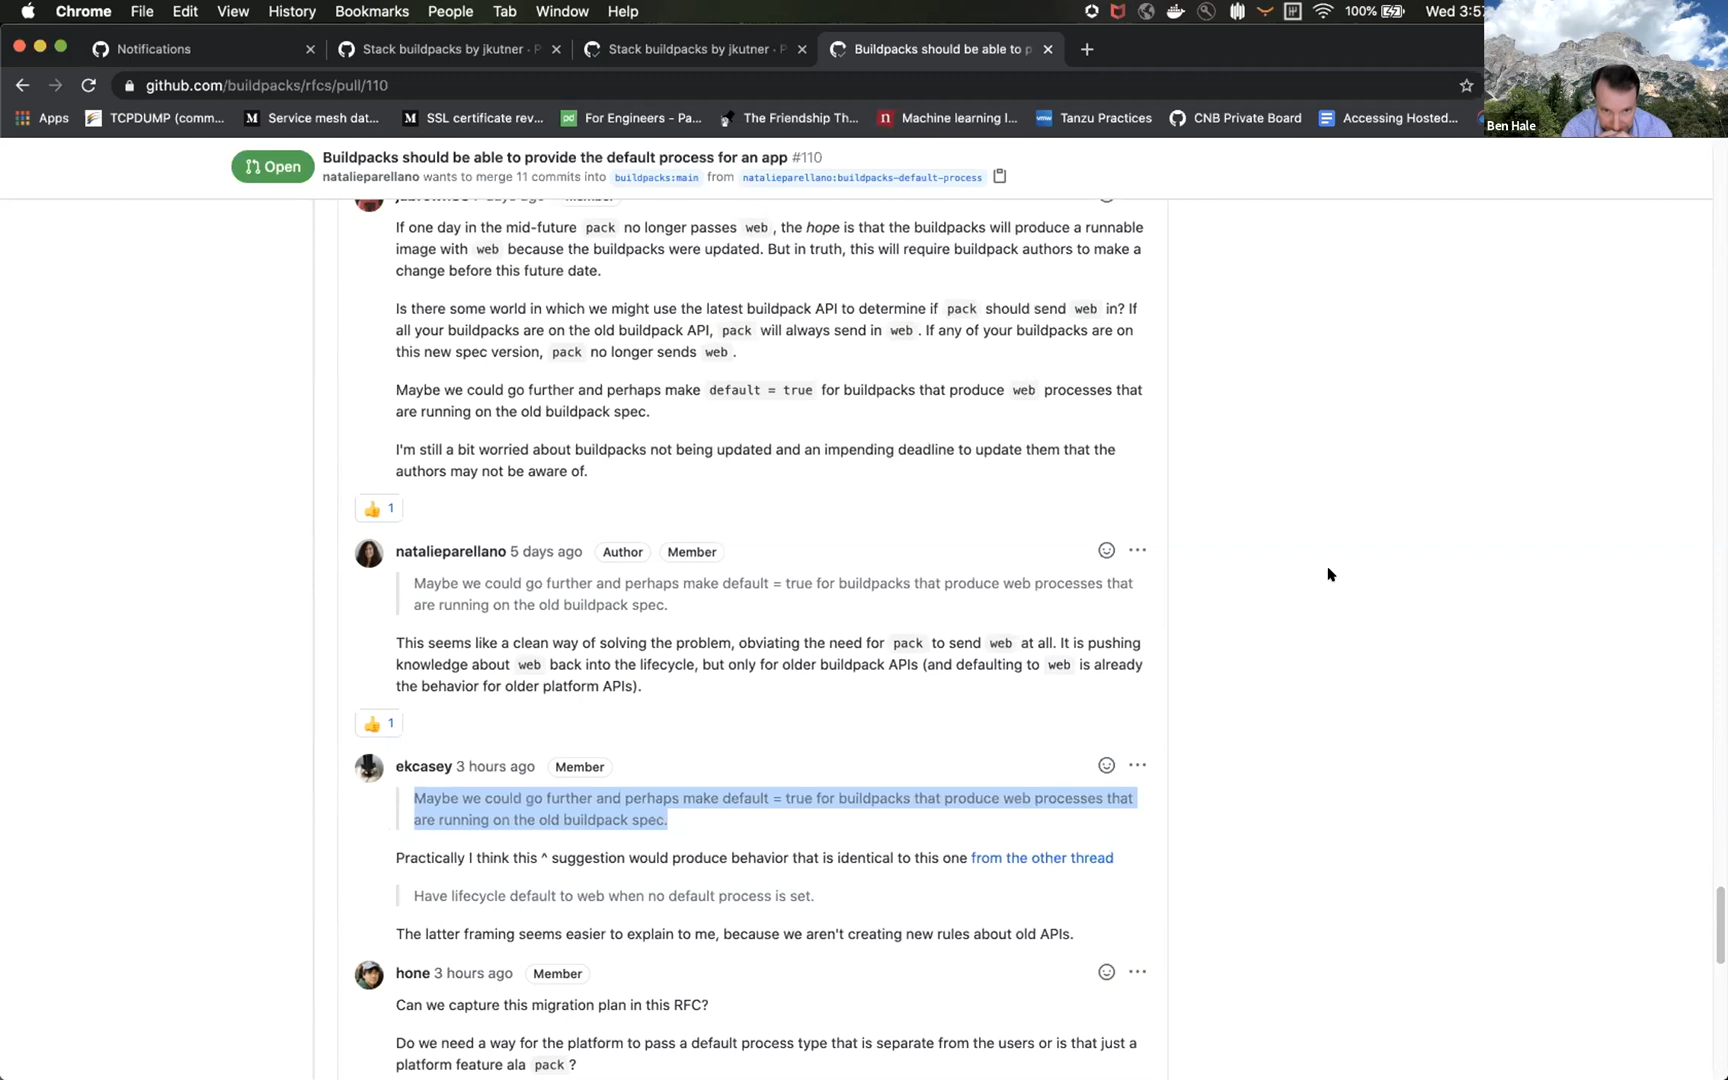 Chrome File Edit View History Bookmarks People Tab Window Help 100% Wed 3:5
Notifications
Stack buildpacks by jkutner · P
Stack buildpacks by jkutner · P
Buildpacks should be able to p
github.com/buildpacks/rfcs/pull/110
Apps TCPDUMP (comm... Service mesh dat... SSL certificate rev... For Engineers - Pa... The Friendship Th... Machine learning I... Tanzu Practices CNB Private Board Accessing Hosted...
Ben Hale
Open
Buildpacks should be able to provide the default process for an app #110
natalieparellano wants to merge 11 commits into buildpacks:main from natalieparellano:buildpacks-default-process
If one day in the mid-future pack no longer passes web, the hope is that the buildpacks will produce a runnable
image with web because the buildpacks were updated. But in truth, this will require buildpack authors to make a
change before this future date.
Is there some world in which we might use the latest buildpack API to determine if pack should send web in? If
all your buildpacks are on the old buildpack API, pack will always send in web. If any of your buildpacks are on
this new spec version, pack no longer sends web.
Maybe we could go further and perhaps make default = true for buildpacks that produce web processes that
are running on the old buildpack spec.
I'm still a bit worried about buildpacks not being updated and an impending deadline to update them that the
authors may not be aware of.
👍 1
natalieparellano 5 days ago Author Member
Maybe we could go further and perhaps make default = true for buildpacks that produce web processes that
are running on the old buildpack spec.
This seems like a clean way of solving the problem, obviating the need for pack to send web at all. It is pushing
knowledge about web back into the lifecycle, but only for older buildpack APIs (and defaulting to web is already
the behavior for older platform APIs).
👍 1
ekcasey 3 hours ago Member
Maybe we could go further and perhaps make default = true for buildpacks that produce web processes that
are running on the old buildpack spec.
Practically I think this ^ suggestion would produce behavior that is identical to this one from the other thread
Have lifecycle default to web when no default process is set.
The latter framing seems easier to explain to me, because we aren't creating new rules about old APIs.
hone 3 hours ago Member
Can we capture this migration plan in this RFC?
Do we need a way for the platform to pass a default process type that is separate from the users or is that just a
platform feature ala pack?